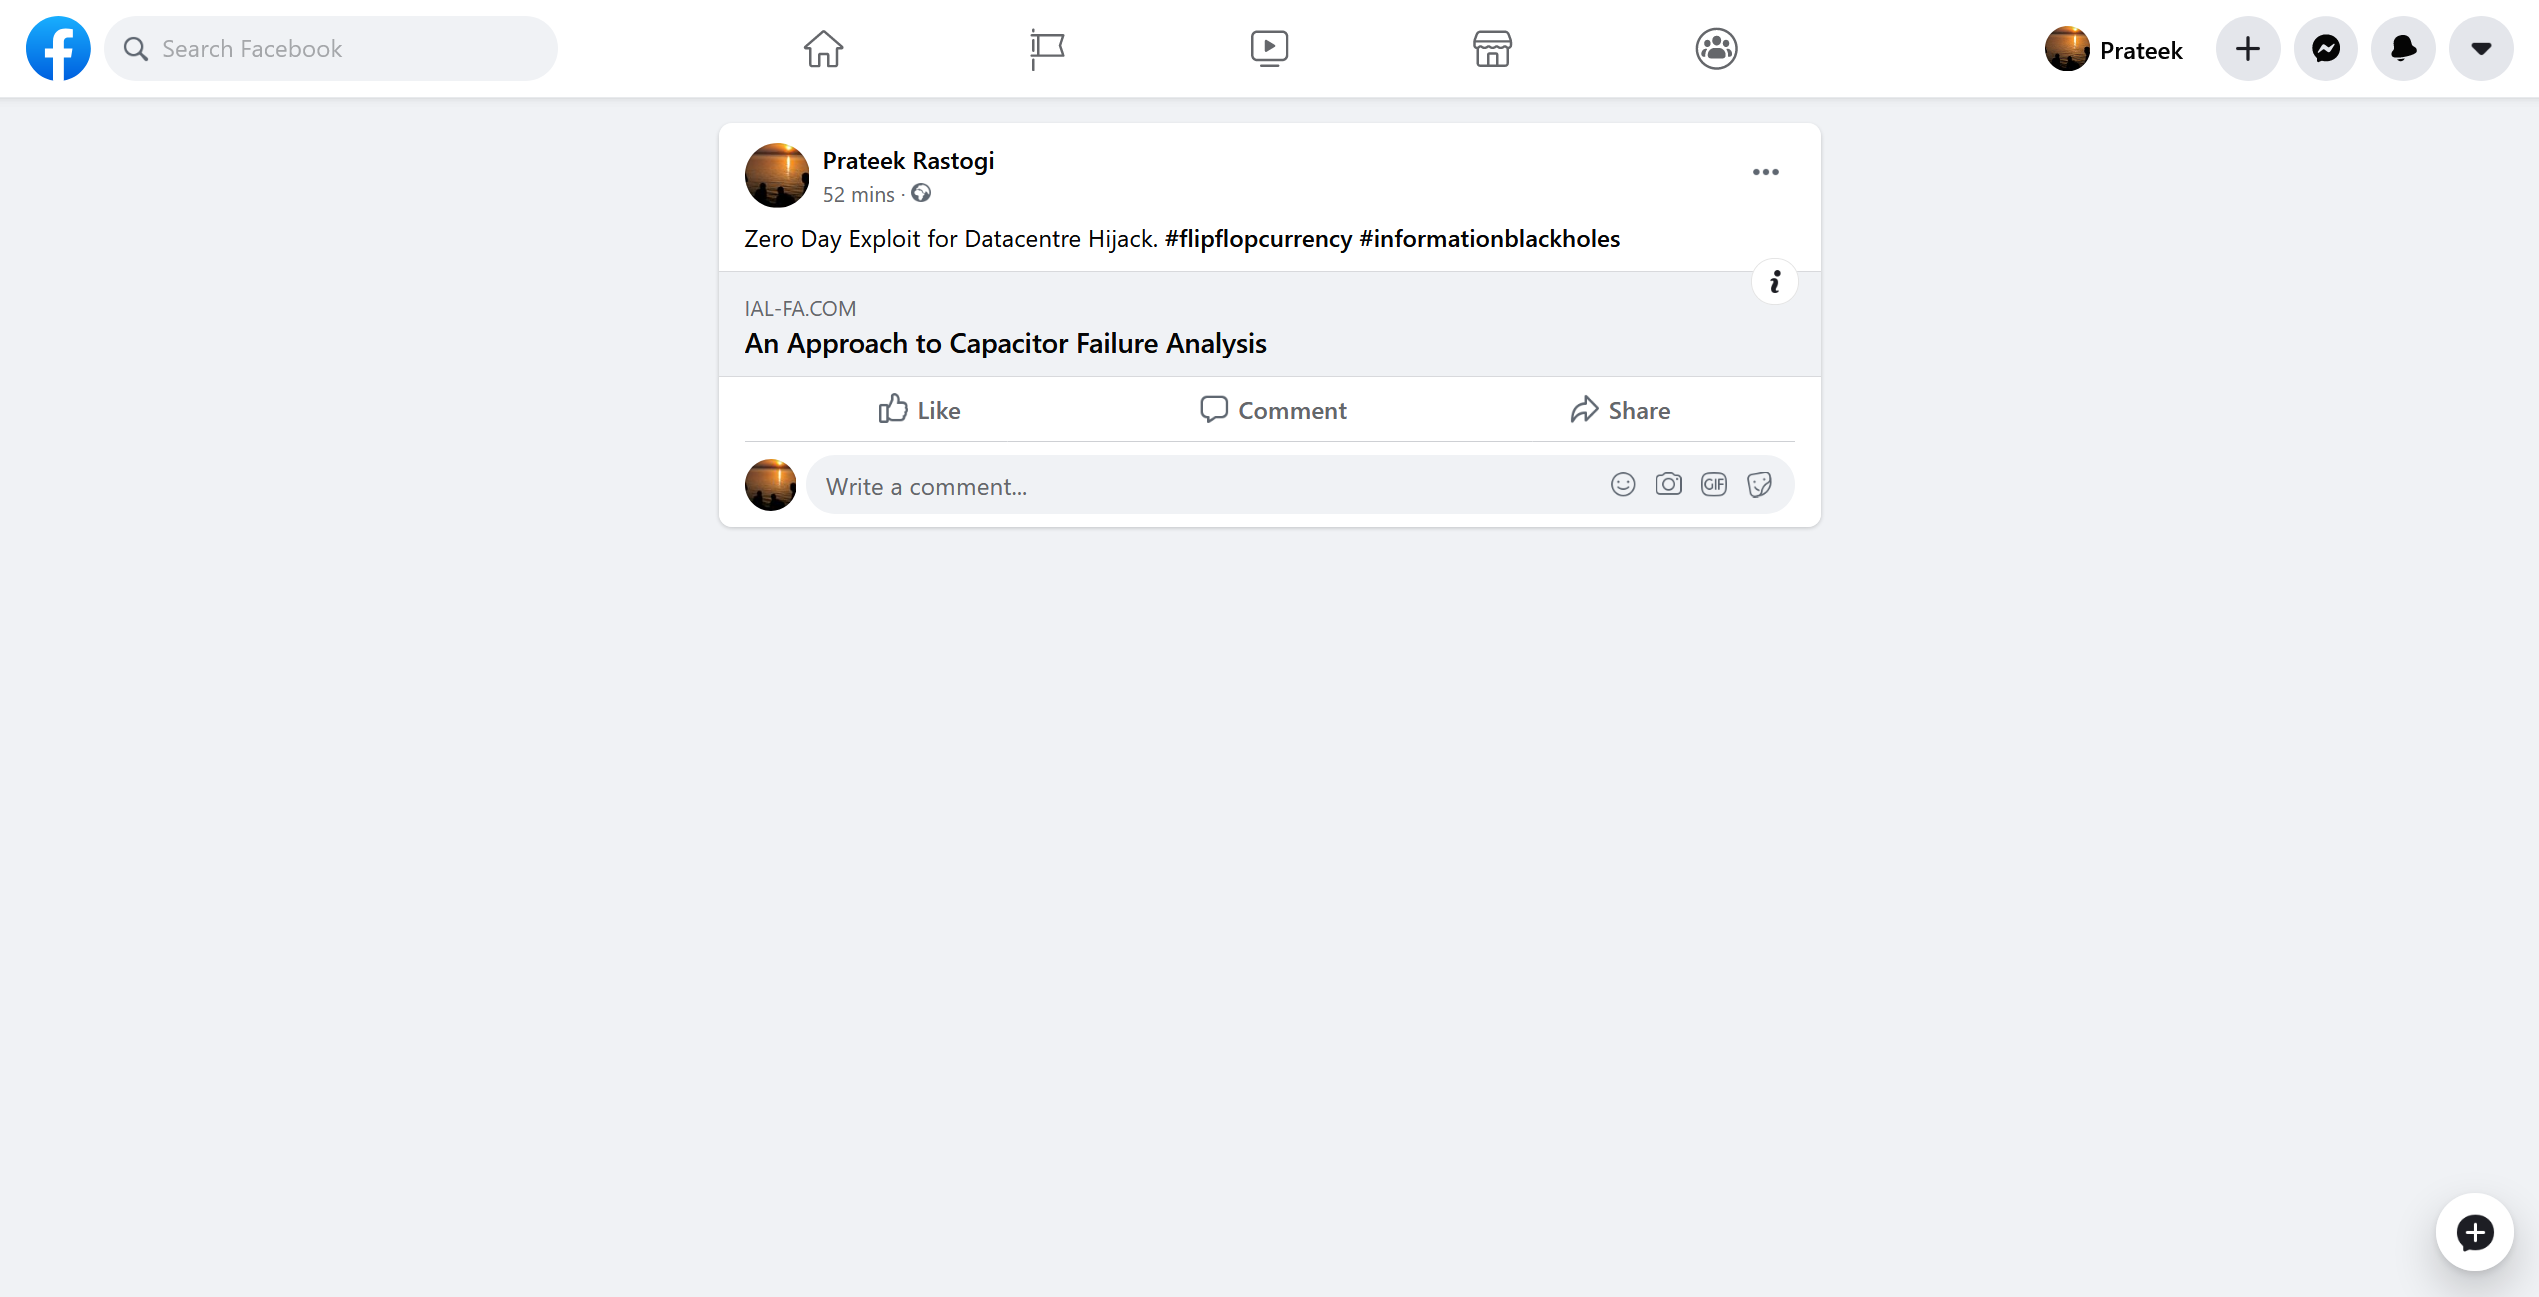 Search Facebook
Prateek
Prateek Rastogi
52 mins ·
Zero Day Exploit for Datacentre Hijack. #flipflopcurrency #informationblackholes
IAL-FA.COM
An Approach to Capacitor Failure Analysis
Like
Comment
Share
Write a comment...
GIF